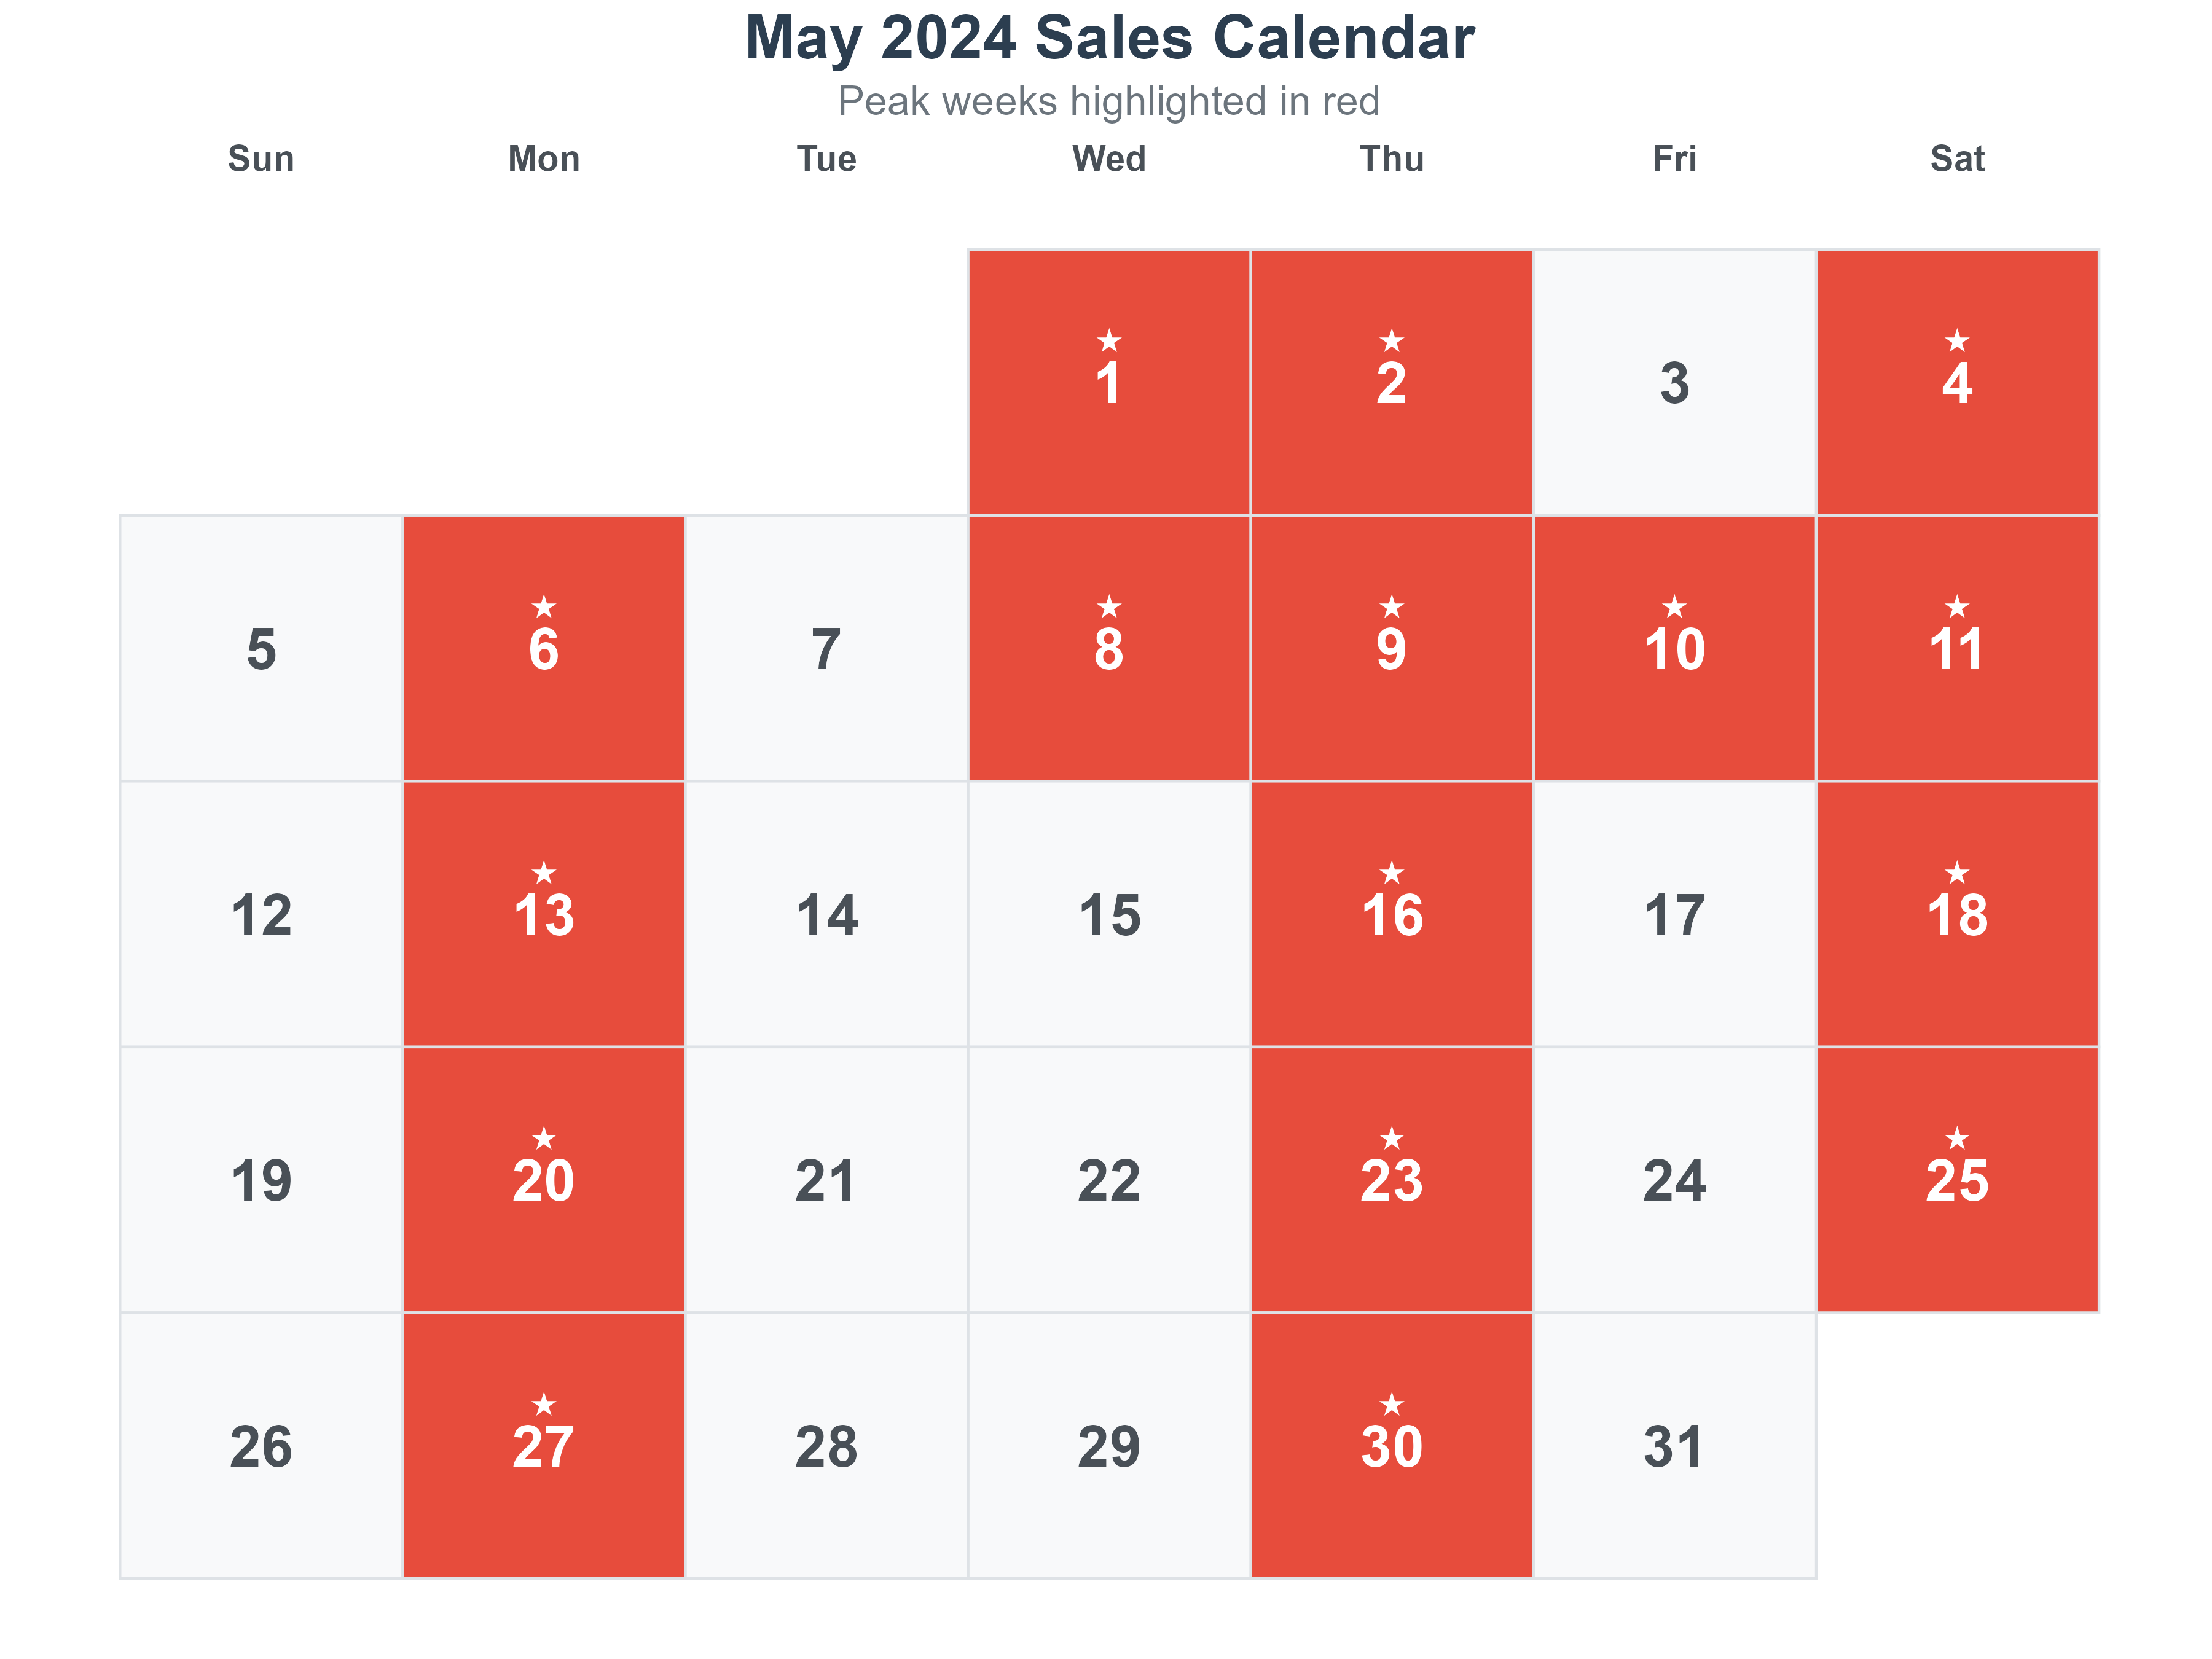 May 2024 Sales Calendar
Peak weeks highlighted in red
Sun Mon Tue Wed Thu Fri Sat
★ ★ ★
1 2 3 4
★ ★ ★ ★ ★
5 6 7 8 9 10 11
★ ★ ★
12 13 14 15 16 17 18
★ ★ ★
19 20 21 22 23 24 25
★ ★
26 27 28 29 30 31